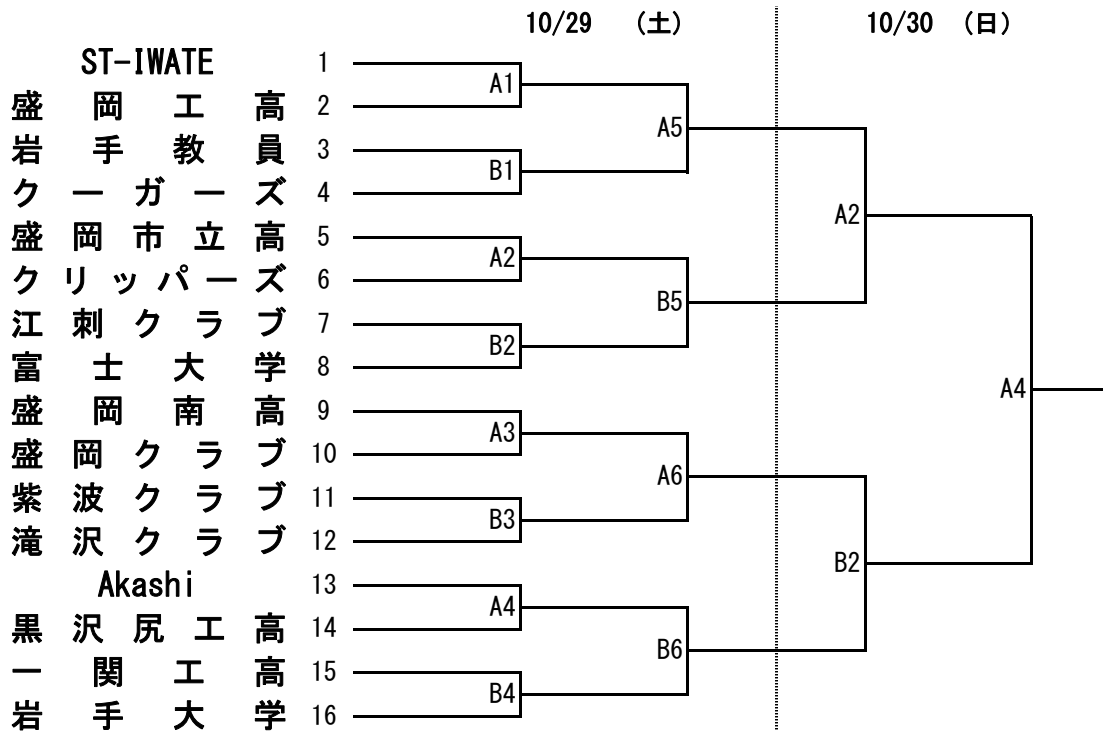 10/29 （土） 10/30 （日）
ST-IWATE 1
盛岡工高 2
岩手教員 3
クーガーズ 4
盛岡市立高 5
クリッパーズ 6
江刺クラブ 7
富士大学 8
盛岡南高 9
盛岡クラブ 10
紫波クラブ 11
滝沢クラブ 12
Akashi 13
黒沢尻工高 14
一関工高 15
岩手大学 16
A1
B1
A2
B2
A3
B3
A4
B4
A5
B5
A6
B6
A2
B2
A4